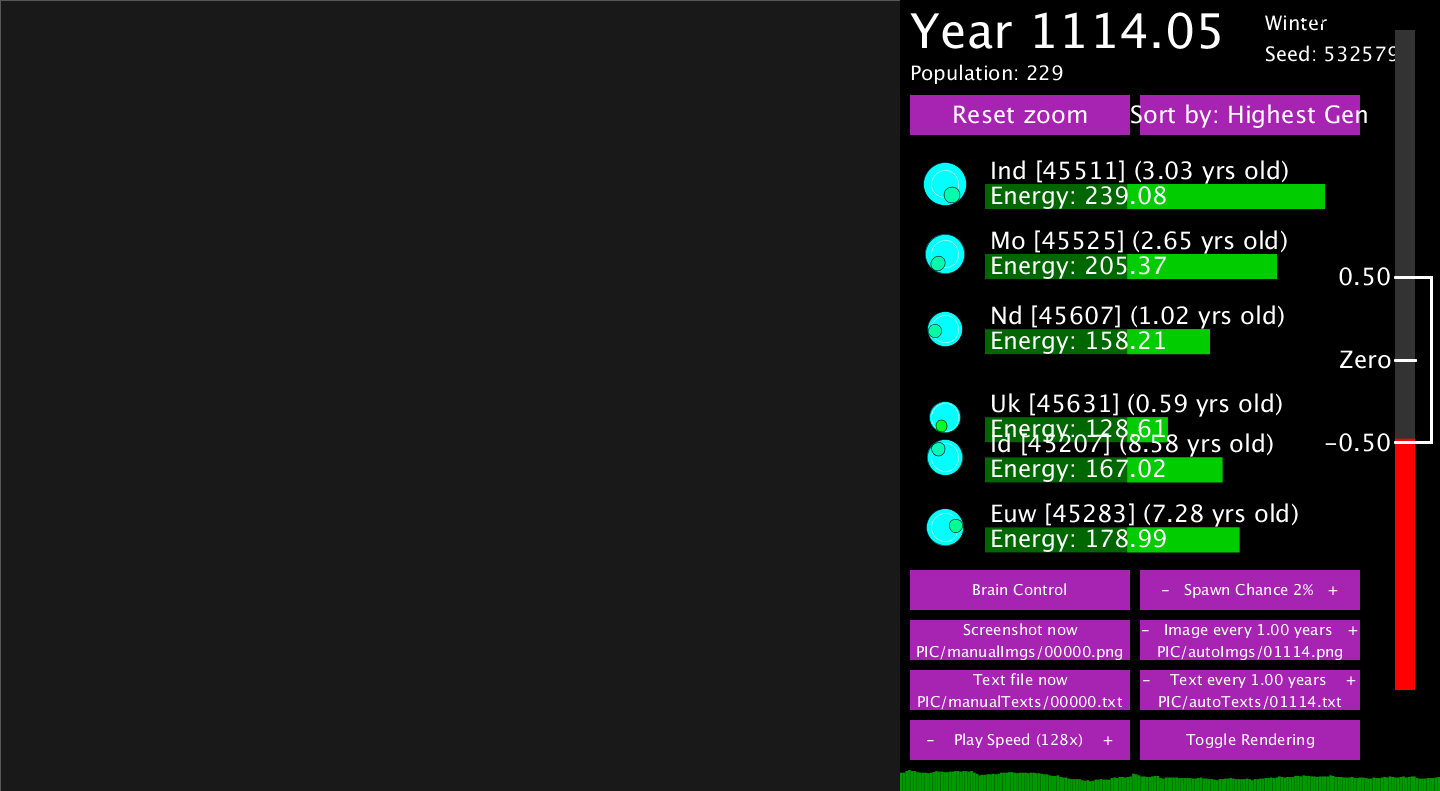 Year 1114.05
Winter
Seed: 532579
Population: 229
Reset zoom
Sort by: Highest Gen
Ind [45511] (3.03 yrs old)
Energy: 239.08
Mo [45525] (2.65 yrs old)
Energy: 205.37
0.50
Nd [45607] (1.02 yrs old)
Energy: 158.21
Zero
Uk [45631] (0.59 yrs old)
Energy: 128.61
Id [45207] (8.58 yrs old)
-0.50
Energy: 167.02
Euw [45283] (7.28 yrs old)
Energy: 178.99
Brain Control
- Spawn Chance 2% +
Screenshot now
PIC/manualImgs/00000.png
- Image every 1.00 years +
PIC/autoImgs/01114.png
Text file now
PIC/manualTexts/00000.txt
- Text every 1.00 years +
PIC/autoTexts/01114.txt
- Play Speed (128x) +
Toggle Rendering